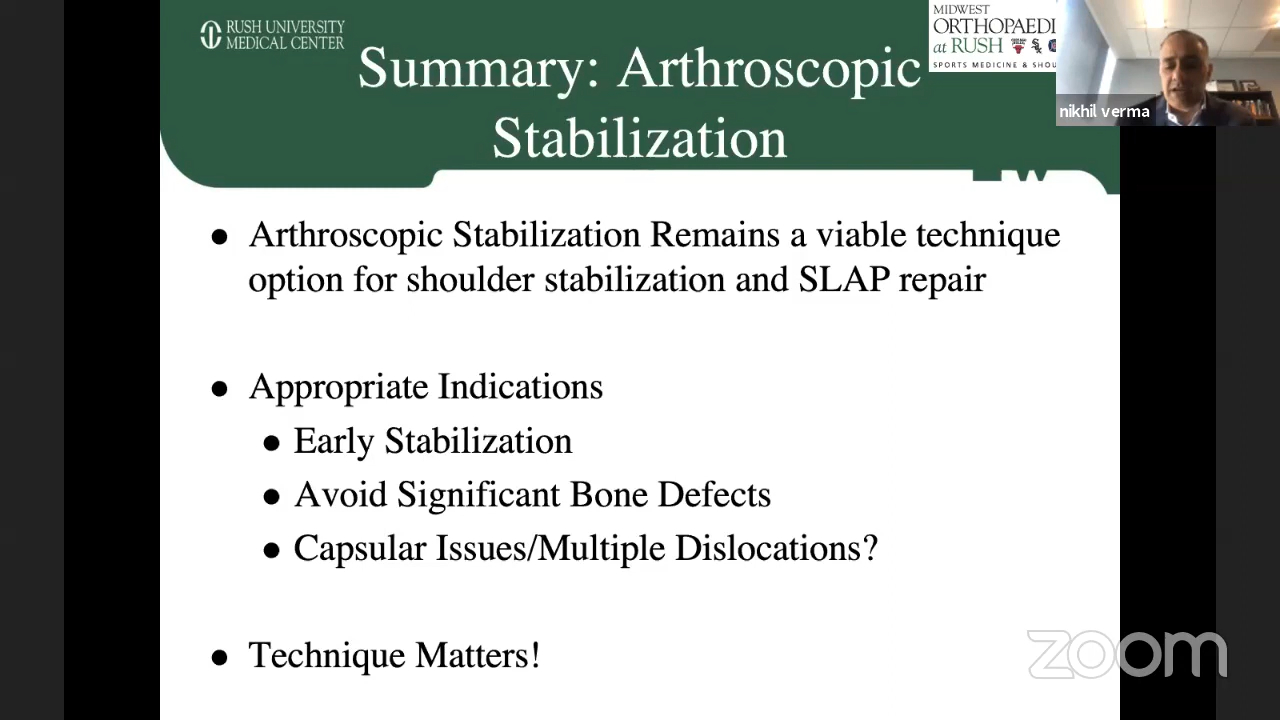 RUSH UNIVERSITY
MEDICAL CENTER
MIDWEST
ORTHOPAEDI
at RUSH
SPORTS MEDICINE & SHOU
nikhil verma
Summary: Arthroscopic
Stabilization
• Arthroscopic Stabilization Remains a viable technique
option for shoulder stabilization and SLAP repair
• Appropriate Indications
• Early Stabilization
• Avoid Significant Bone Defects
• Capsular Issues/Multiple Dislocations?
• Technique Matters!
zoom